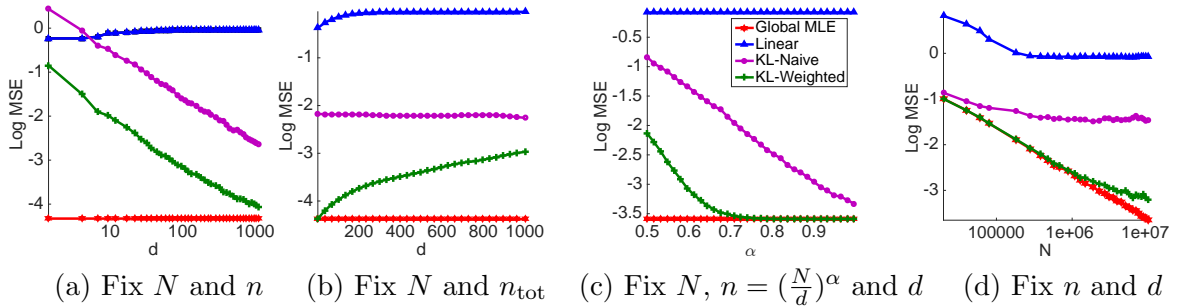 Log MSE
0
-1
-2
-3
-4
10
100
1000
d
(a) Fix N and n
Log MSE
-1
-2
-3
-4
200
400
600
800
1000
d
(b) Fix N and n_tot
Log MSE
-0.5
-1
-1.5
-2
-2.5
-3
-3.5
0.5
0.6
0.7
0.8
0.9
α
Global MLE
Linear
KL-Naive
KL-Weighted
(c) Fix N, n = (N/d)^α and d
Log MSE
0
-1
-2
-3
100000
1e+06
1e+07
N
(d) Fix n and d